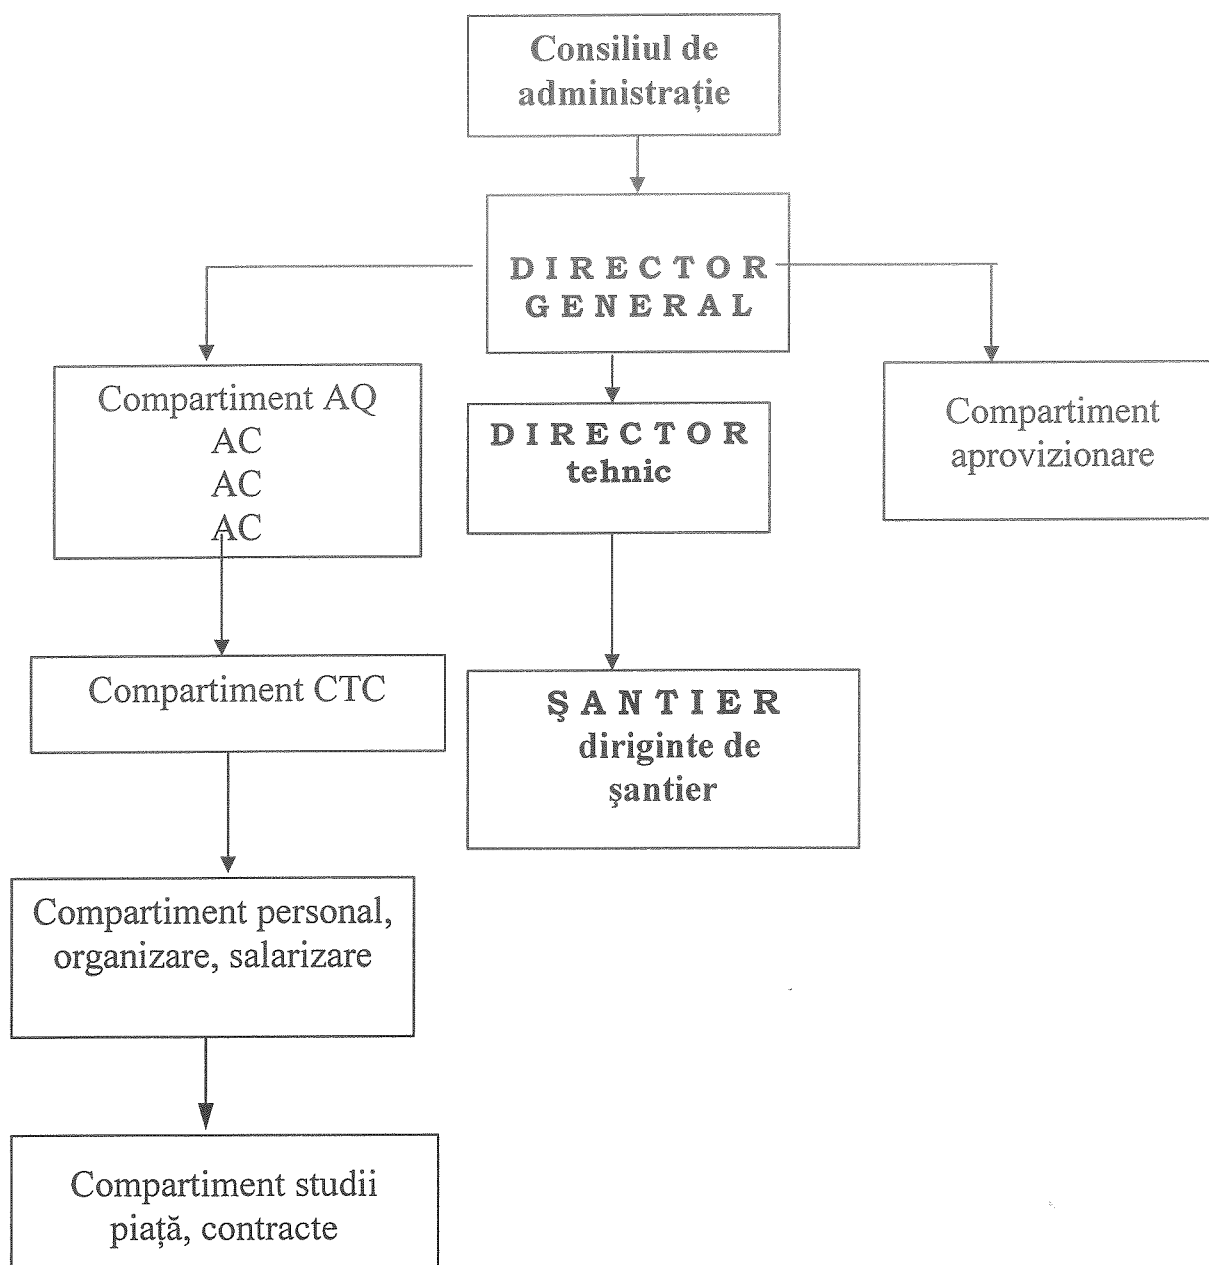 Consiliul de
administrație
D I R E C T O R
G E N E R A L
Compartiment AQ
AC
AC
AC
D I R E C T O R
tehnic
Compartiment
aprovizionare
Compartiment CTC
Ş A N T I E R
diriginte de
şantier
Compartiment personal,
organizare, salarizare
Compartiment studii
piață, contracte